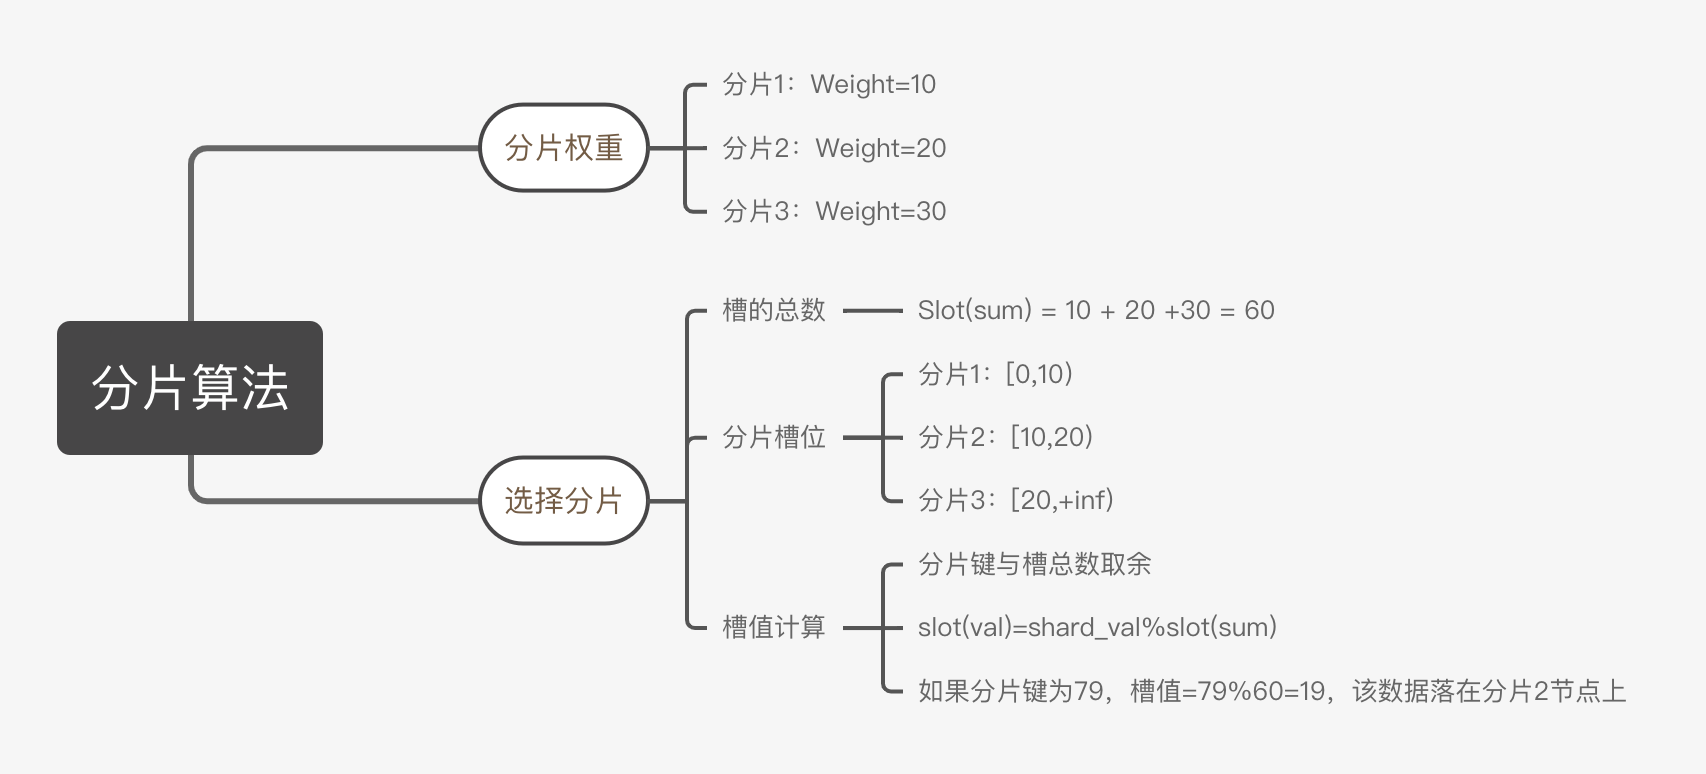 分片算法
分片权重
分片1：Weight=10
分片2：Weight=20
分片3：Weight=30
选择分片
槽的总数
Slot(sum) = 10 + 20 +30 = 60
分片槽位
分片1：[0,10)
分片2：[10,20)
分片3：[20,+inf)
槽值计算
分片键与槽总数取余
slot(val)=shard_val%slot(sum)
如果分片键为79，槽值=79%60=19，该数据落在分片2节点上